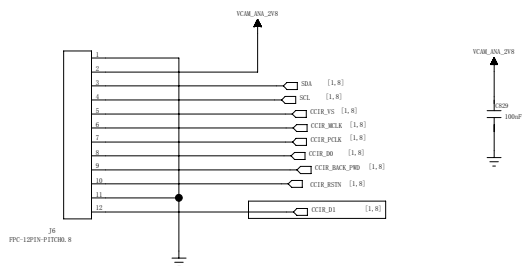 VCAM_ANA_2V8
1
2
3 SDA [1,8]
4 SCL [1,8]
5 CCIR_VS [1,8]
6 CCIR_MCLK [1,8]
7 CCIR_PCLK [1,8]
8 CCIR_D0 [1,8]
9 CCIR_BACK_PWD [1,8]
10 CCIR_RSTN [1,8]
11
12 CCIR_D1 [1,8]
J6
FPC-12PIN-PITCH0.8
VCAM_ANA_2V8
C829
100nF